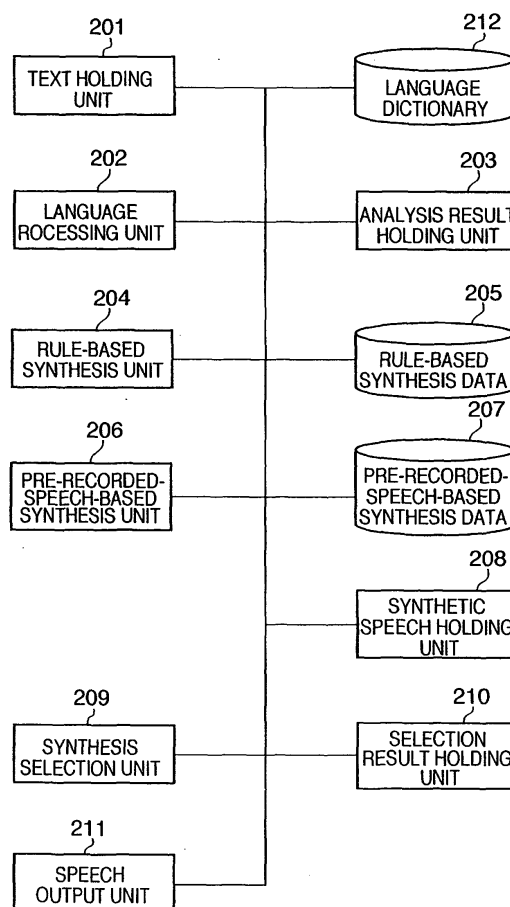 201
TEXT HOLDING
UNIT
212
LANGUAGE
DICTIONARY
202
LANGUAGE
ROCESSING UNIT
203
ANALYSIS RESULT
HOLDING UNIT
204
RULE-BASED
SYNTHESIS UNIT
205
RULE-BASED
SYNTHESIS DATA
206
PRE-RECORDED-
SPEECH-BASED
SYNTHESIS UNIT
207
PRE-RECORDED-
SPEECH-BASED
SYNTHESIS DATA
208
SYNTHETIC
SPEECH HOLDING
UNIT
209
SYNTHESIS
SELECTION UNIT
210
SELECTION
RESULT HOLDING
UNIT
211
SPEECH
OUTPUT UNIT